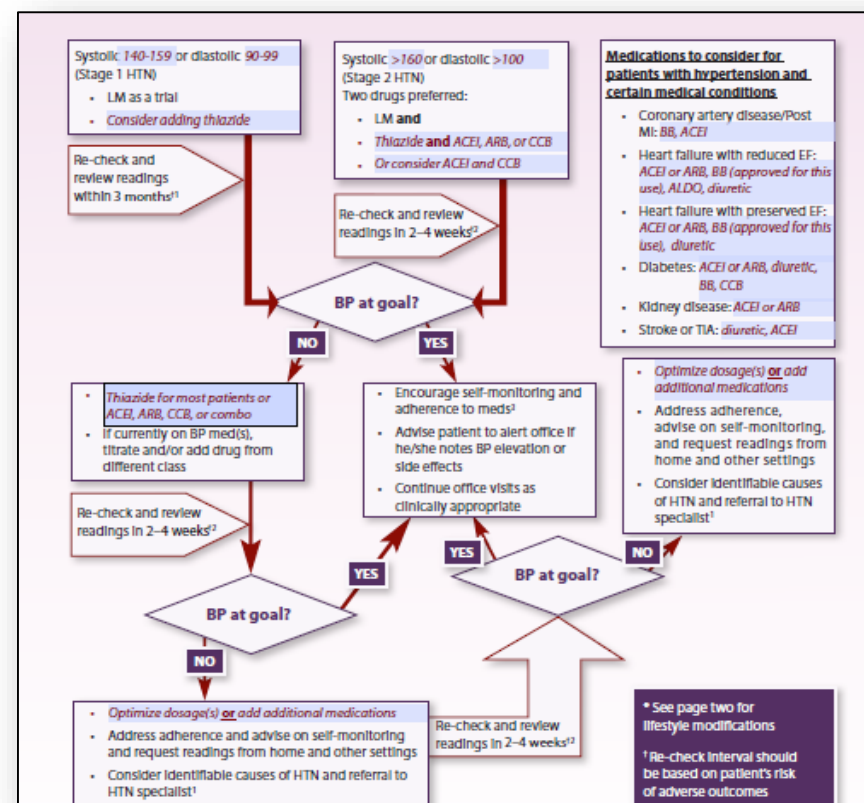 Systolic 140-159 or diastolic 90-99
(Stage 1 HTN)
• LM as a trial
• Consider adding thiazide
Re-check and
review readings
within 3 months†1
Systolic >160 or diastolic >100
(Stage 2 HTN)
Two drugs preferred:
• LM and
• Thiazide and ACEI, ARB, or CCB
• Or consider ACEI and CCB
Re-check and review
readings in 2–4 weeks†2
Medications to consider for
patients with hypertension and
certain medical conditions
• Coronary artery disease/Post
MI: BB, ACEI
• Heart failure with reduced EF:
ACEI or ARB, BB (approved for this
use), ALDO, diuretic
• Heart failure with preserved EF:
ACEI or ARB, BB (approved for this
use), diuretic
• Diabetes: ACEI or ARB, diuretic,
BB, CCB
• Kidney disease: ACEI or ARB
• Stroke or TIA: diuretic, ACEI
BP at goal?
NO
YES
• Thiazide for most patients or
ACEI, ARB, CCB, or combo
• If currently on BP med(s),
titrate and/or add drug from
different class
Re-check and review
readings in 2–4 weeks†2
• Encourage self-monitoring and
adherence to meds³
• Advise patient to alert office if
he/she notes BP elevation or
side effects
• Continue office visits as
clinically appropriate
• Optimize dosage(s) or add
additional medications
• Address adherence,
advise on self-monitoring,
and request readings from
home and other settings
• Consider identifiable causes
of HTN and referral to HTN
specialist¹
BP at goal?
YES
NO
YES
BP at goal?
NO
• Optimize dosage(s) or add additional medications
• Address adherence and advise on self-monitoring
and request readings from home and other settings
• Consider identifiable causes of HTN and referral to
HTN specialist¹
Re-check and review
readings in 2–4 weeks†2
* See page two for
lifestyle modifications
† Re-check interval should
be based on patient's risk
of adverse outcomes